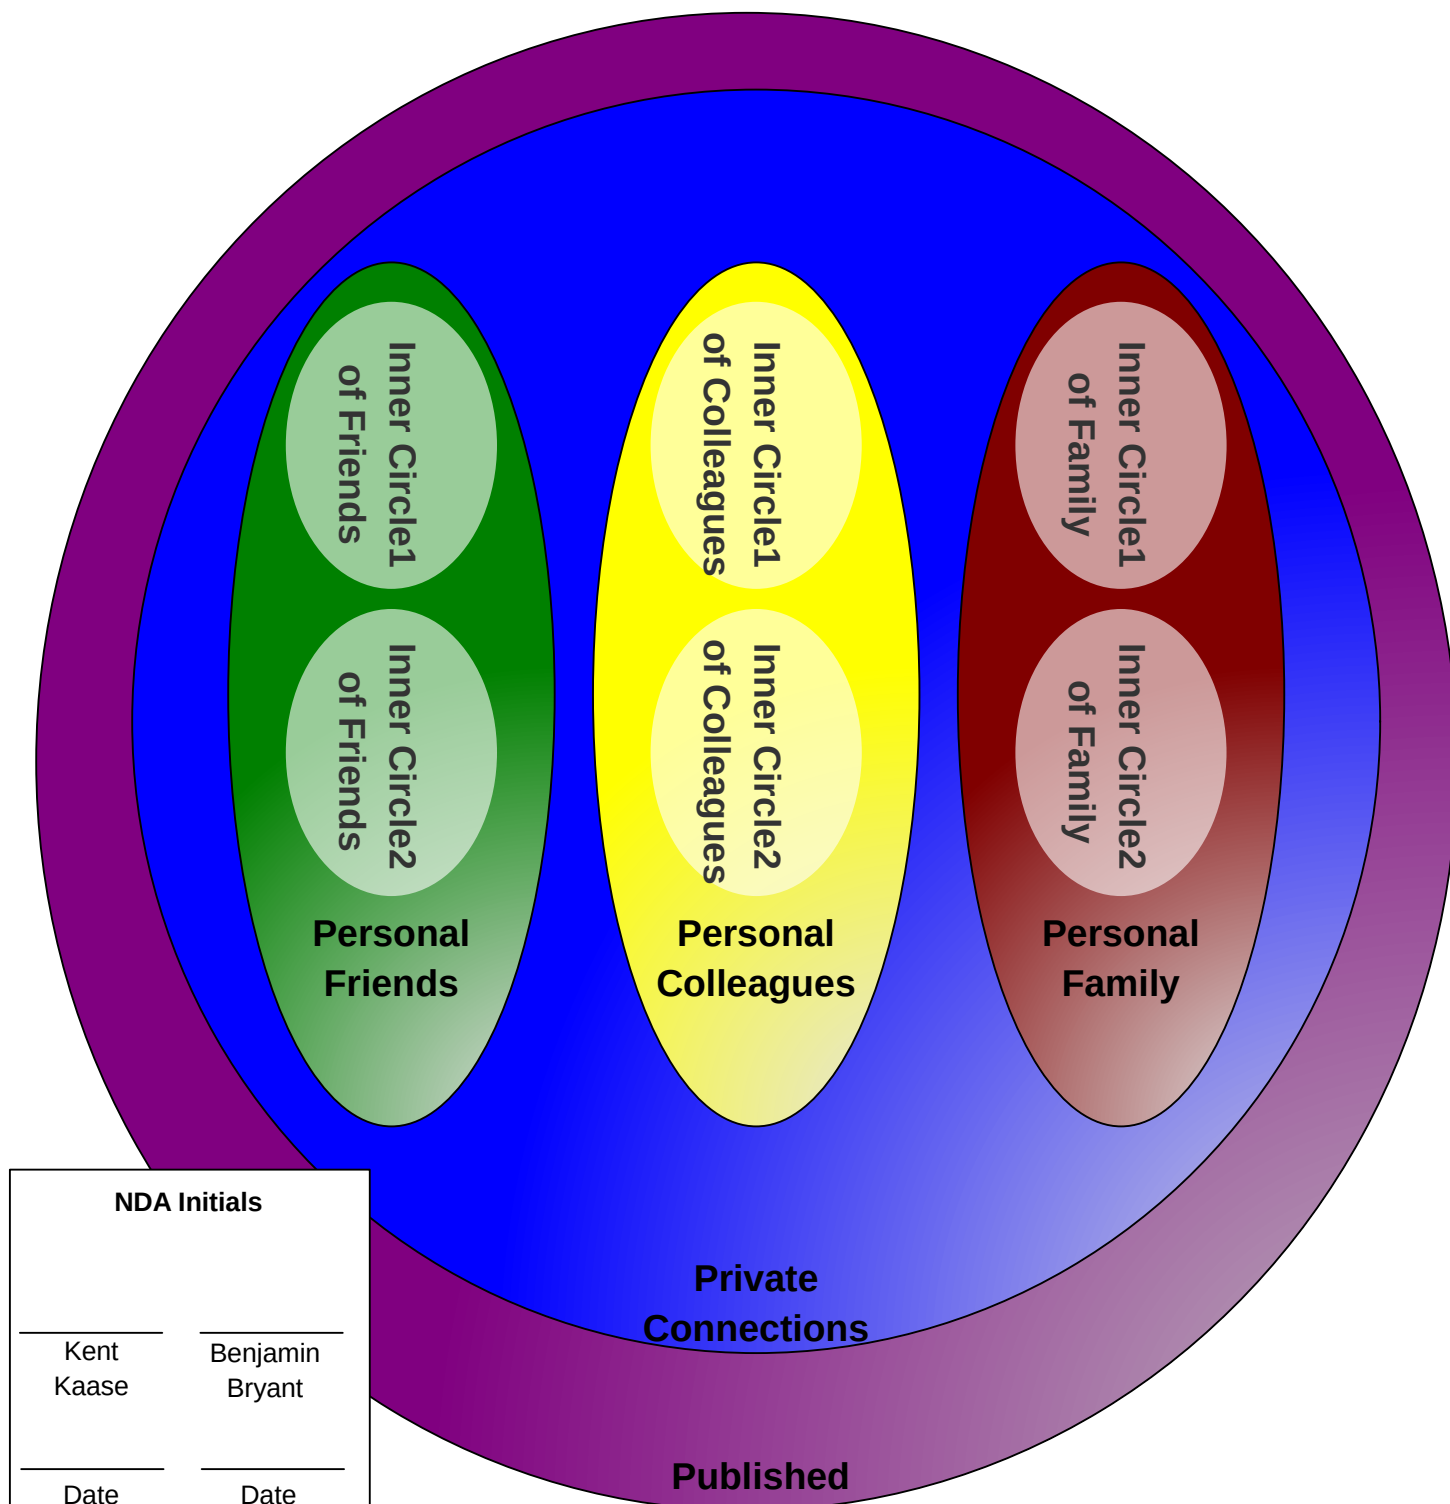 Inner Circle1
of Friends
Inner Circle1
of Colleagues
Inner Circle1
of Family
Inner Circle2
of Friends
Inner Circle2
of Colleagues
Inner Circle2
of Family
Personal
Friends
Personal
Colleagues
Personal
Family
Private
Connections
Published
NDA Initials
Kent
Kaase
Benjamin
Bryant
Date
Date